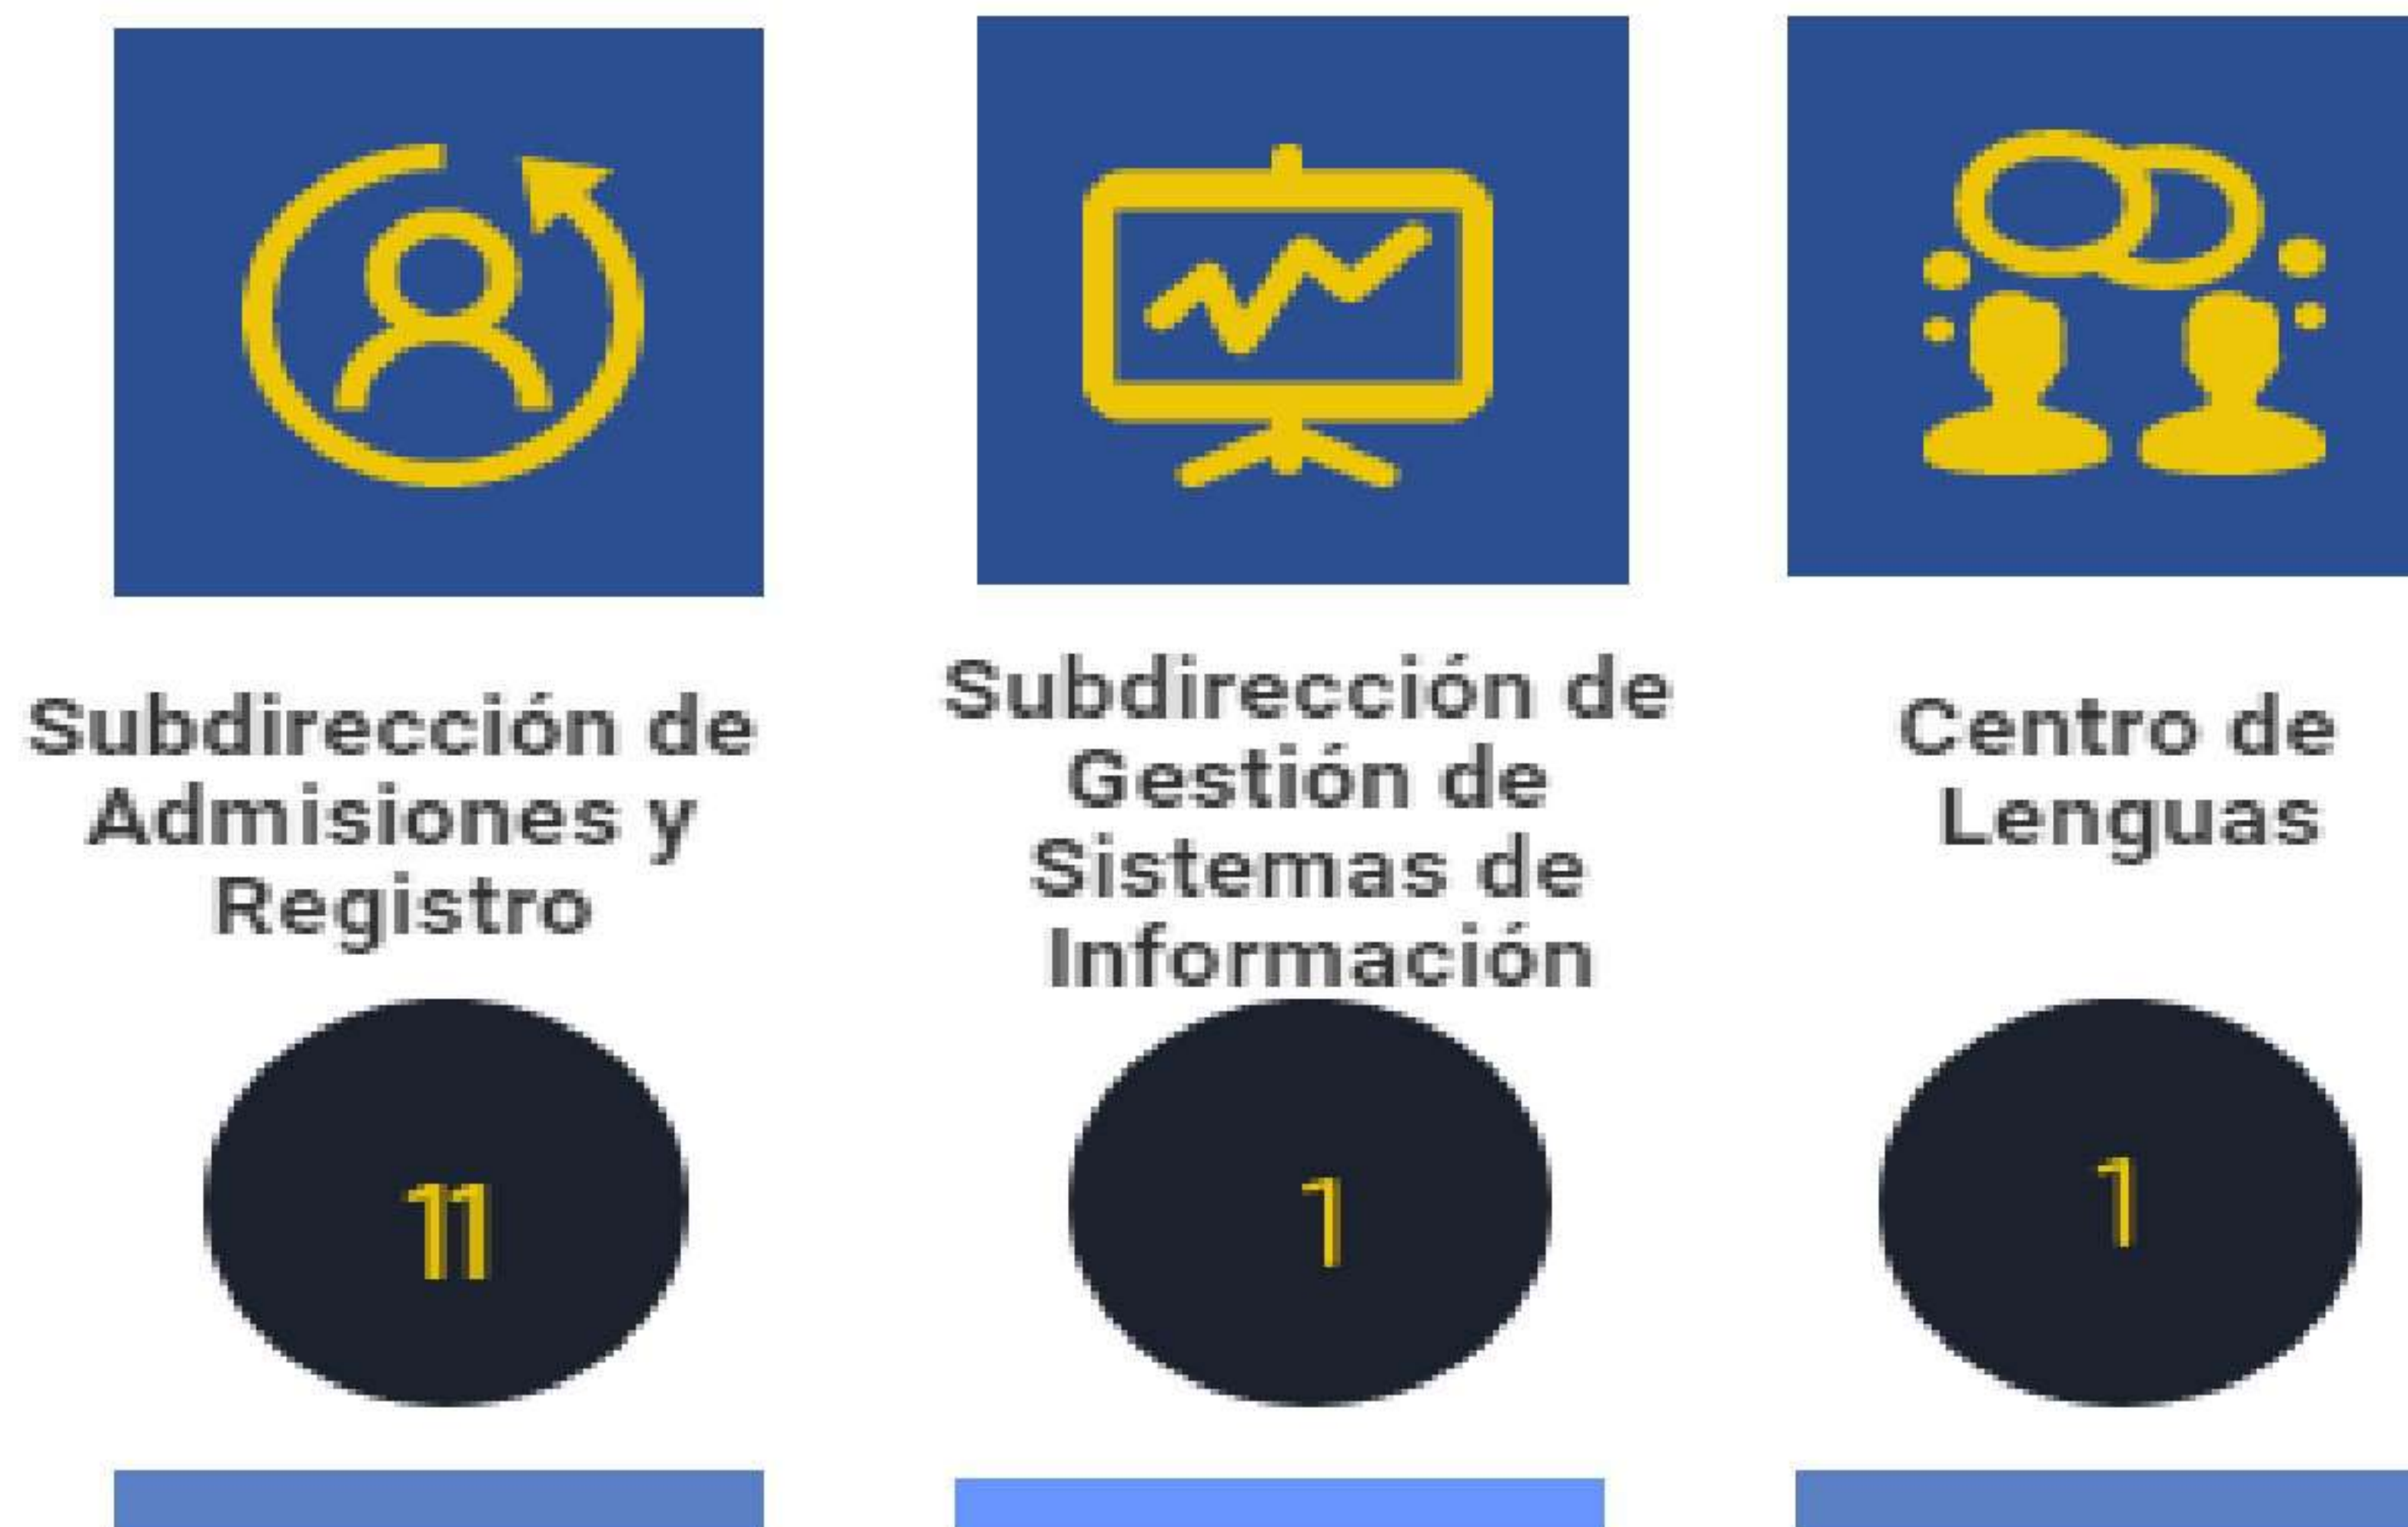 Subdirección de
Admisiones y
Registro
11
Subdirección de
Gestión de
Sistemas de
Información
1
Centro de
Lenguas
1